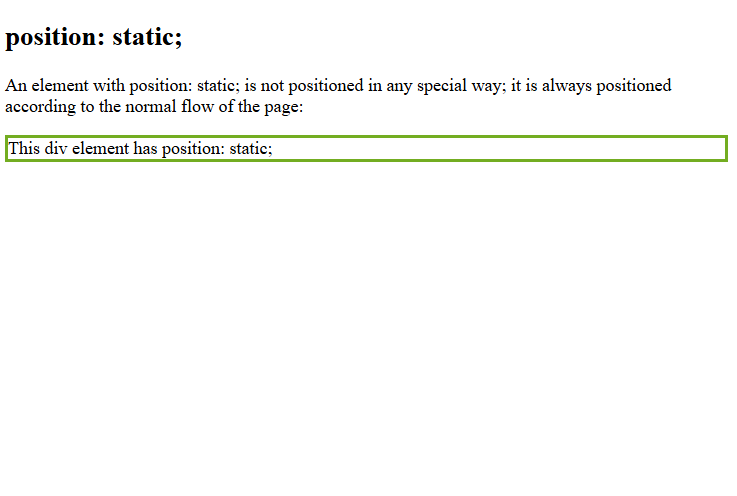 position: static;
An element with position: static; is not positioned in any special way; it is always positioned
according to the normal flow of the page:
This div element has position: static;